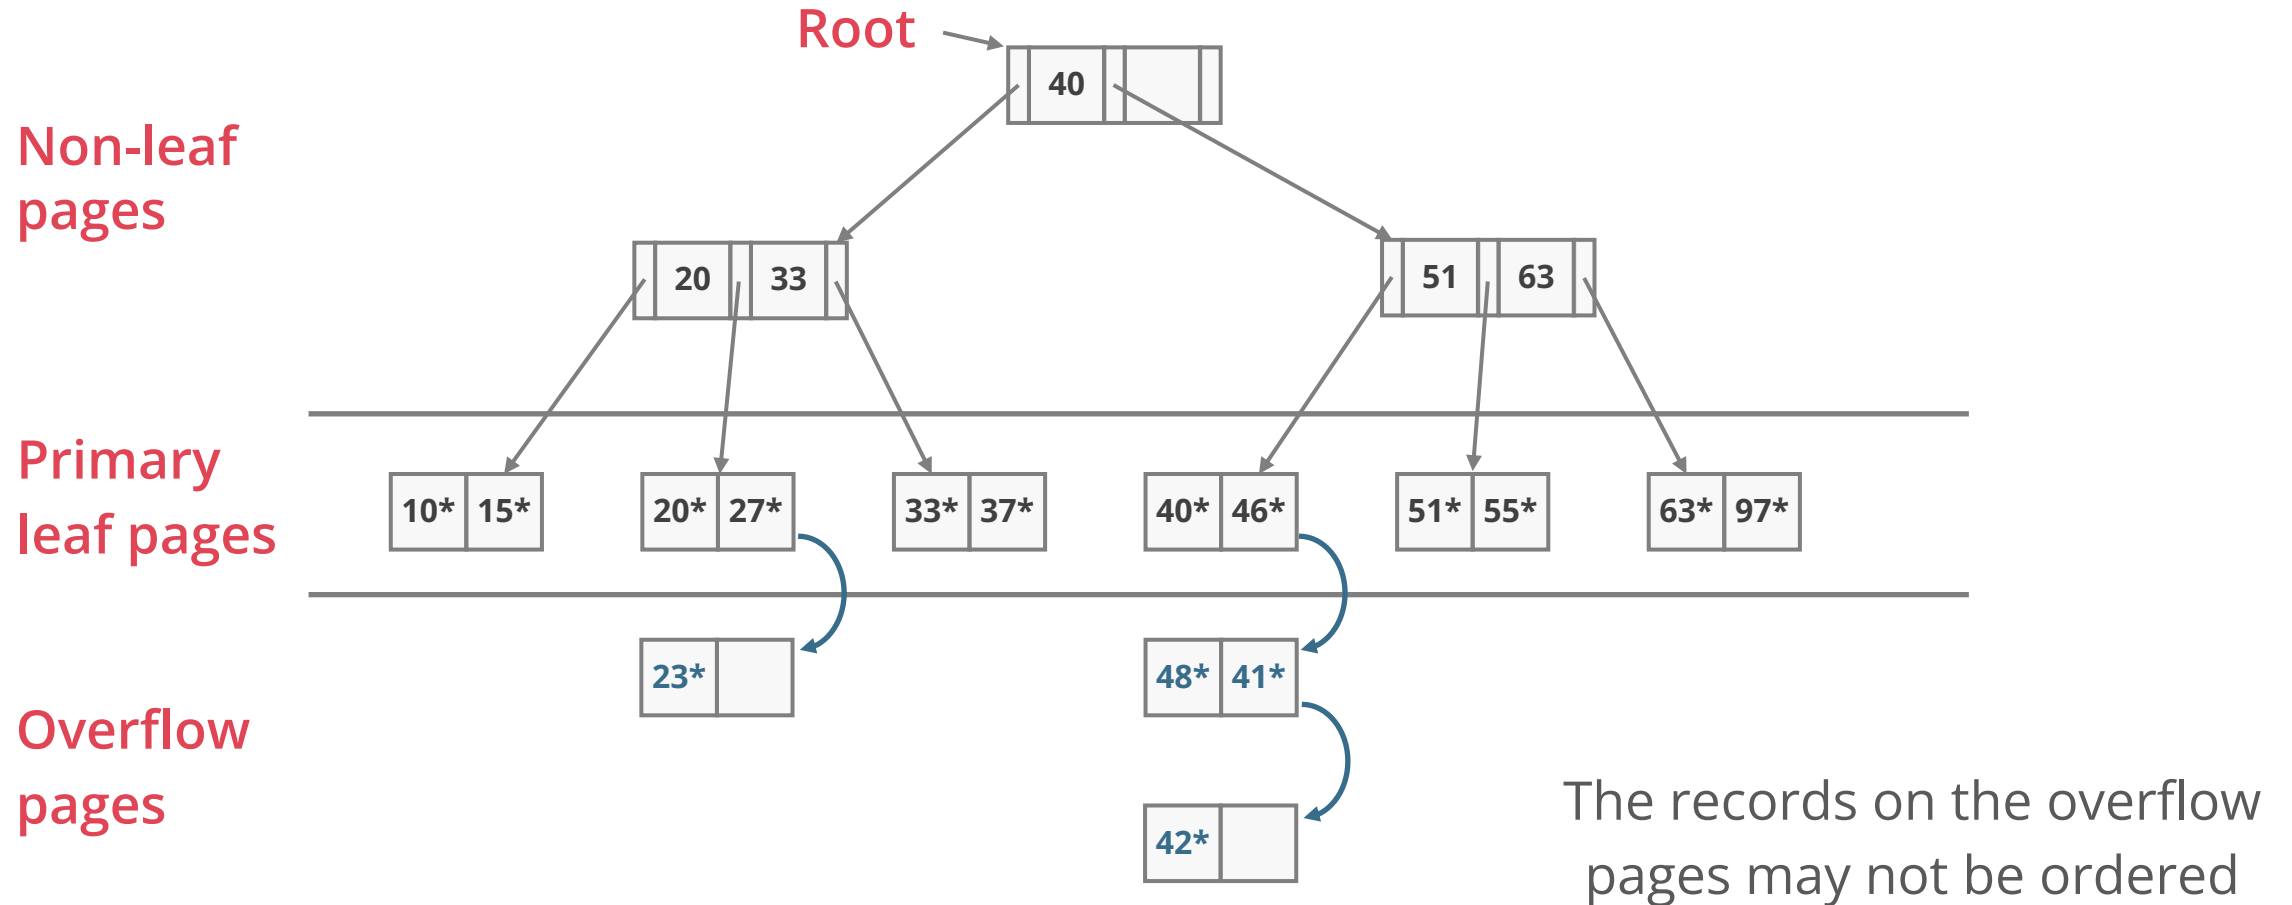 Root
40
Non-leaf
pages
20 33
51 63
Primary
leaf pages
10* 15*
20* 27*
33* 37*
40* 46*
51* 55*
63* 97*
Overflow
pages
23*
48* 41*
42*
The records on the overflow
pages may not be ordered